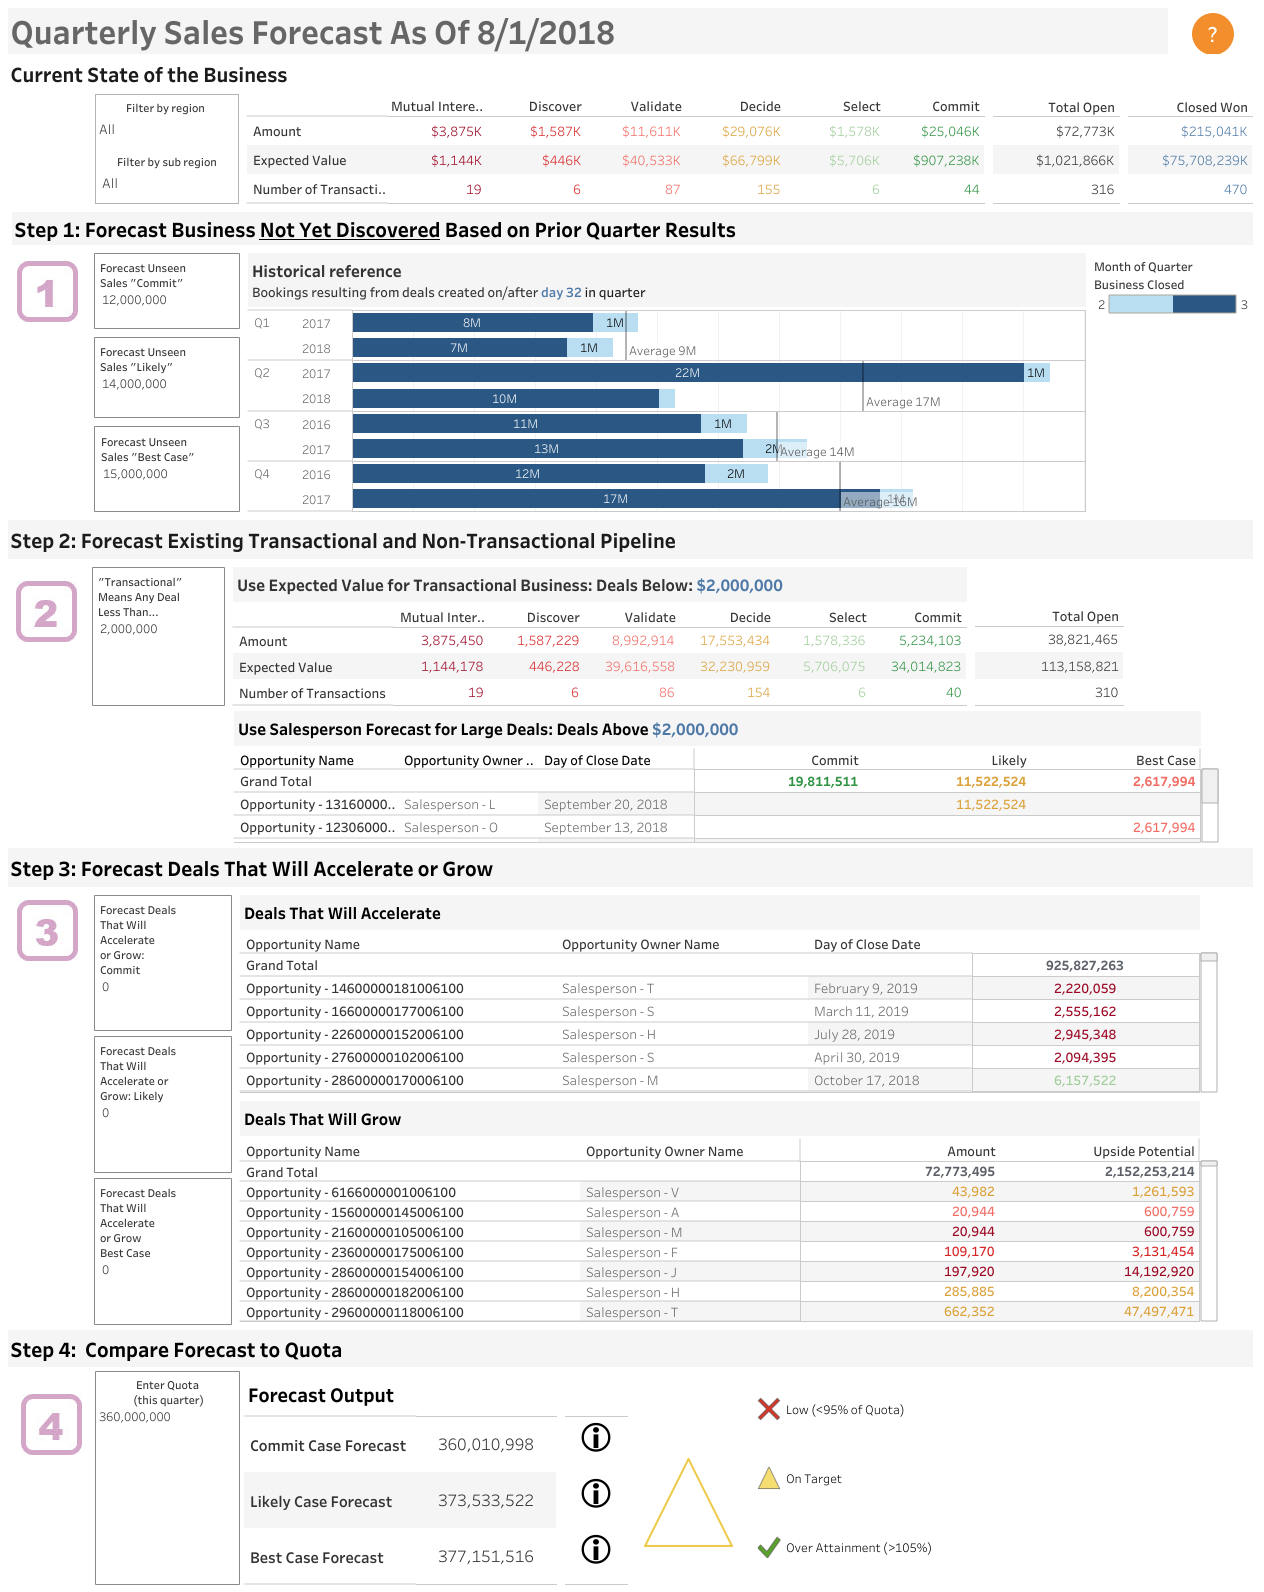 Quarterly Sales Forecast As Of 8/1/2018
?
Current State of the Business
Filter by region
All
Filter by sub region
All
Mutual Intere.. Discover Validate Decide Select Commit Total Open Closed Won
Amount $3,875K $1,587K $11,611K $29,076K $1,578K $25,046K $72,773K $215,041K
Expected Value $1,144K $446K $40,533K $66,799K $5,706K $907,238K $1,021,866K $75,708,239K
Number of Transacti.. 19 6 87 155 6 44 316 470
Step 1: Forecast Business Not Yet Discovered Based on Prior Quarter Results
1
Forecast Unseen
Sales "Commit"
12,000,000
Forecast Unseen
Sales "Likely"
14,000,000
Forecast Unseen
Sales "Best Case"
15,000,000
Historical reference
Bookings resulting from deals created on/after day 32 in quarter
Q1 2017 8M 1M
2018 7M 1M Average 9M
Q2 2017 22M 1M
2018 10M Average 17M
Q3 2016 11M 1M
2017 13M 2M Average 14M
Q4 2016 12M 2M
2017 17M Average 16M 1M
Month of Quarter
Business Closed
2 3
Step 2: Forecast Existing Transactional and Non-Transactional Pipeline
2
"Transactional"
Means Any Deal
Less Than...
2,000,000
Use Expected Value for Transactional Business: Deals Below: $2,000,000
Mutual Inter.. Discover Validate Decide Select Commit Total Open
Amount 3,875,450 1,587,229 8,992,914 17,553,434 1,578,336 5,234,103 38,821,465
Expected Value 1,144,178 446,228 39,616,558 32,230,959 5,706,075 34,014,823 113,158,821
Number of Transactions 19 6 86 154 6 40 310
Use Salesperson Forecast for Large Deals: Deals Above $2,000,000
Opportunity Name Opportunity Owner .. Day of Close Date Commit Likely Best Case
Grand Total 19,811,511 11,522,524 2,617,994
Opportunity - 13160000.. Salesperson - L September 20, 2018 11,522,524
Opportunity - 12306000.. Salesperson - O September 13, 2018 2,617,994
Step 3: Forecast Deals That Will Accelerate or Grow
3
Forecast Deals
That Will
Accelerate
or Grow:
Commit
0
Forecast Deals
That Will
Accelerate or
Grow: Likely
0
Forecast Deals
That Will
Accelerate
or Grow
Best Case
0
Deals That Will Accelerate
Opportunity Name Opportunity Owner Name Day of Close Date
Grand Total 925,827,263
Opportunity - 14600000181006100 Salesperson - T February 9, 2019 2,220,059
Opportunity - 16600000177006100 Salesperson - S March 11, 2019 2,555,162
Opportunity - 22600000152006100 Salesperson - H July 28, 2019 2,945,348
Opportunity - 27600000102006100 Salesperson - S April 30, 2019 2,094,395
Opportunity - 28600000170006100 Salesperson - M October 17, 2018 6,157,522
Deals That Will Grow
Opportunity Name Opportunity Owner Name Amount Upside Potential
Grand Total 72,773,495 2,152,253,214
Opportunity - 6166000001006100 Salesperson - V 43,982 1,261,593
Opportunity - 15600000145006100 Salesperson - A 20,944 600,759
Opportunity - 21600000105006100 Salesperson - M 20,944 600,759
Opportunity - 23600000175006100 Salesperson - F 109,170 3,131,454
Opportunity - 28600000154006100 Salesperson - J 197,920 14,192,920
Opportunity - 28600000182006100 Salesperson - H 285,885 8,200,354
Opportunity - 29600000118006100 Salesperson - T 662,352 47,497,471
Step 4: Compare Forecast to Quota
4
Enter Quota
(this quarter)
360,000,000
Forecast Output
Commit Case Forecast 360,010,998
Likely Case Forecast 373,533,522
Best Case Forecast 377,151,516
Low (<95% of Quota)
On Target
Over Attainment (>105%)